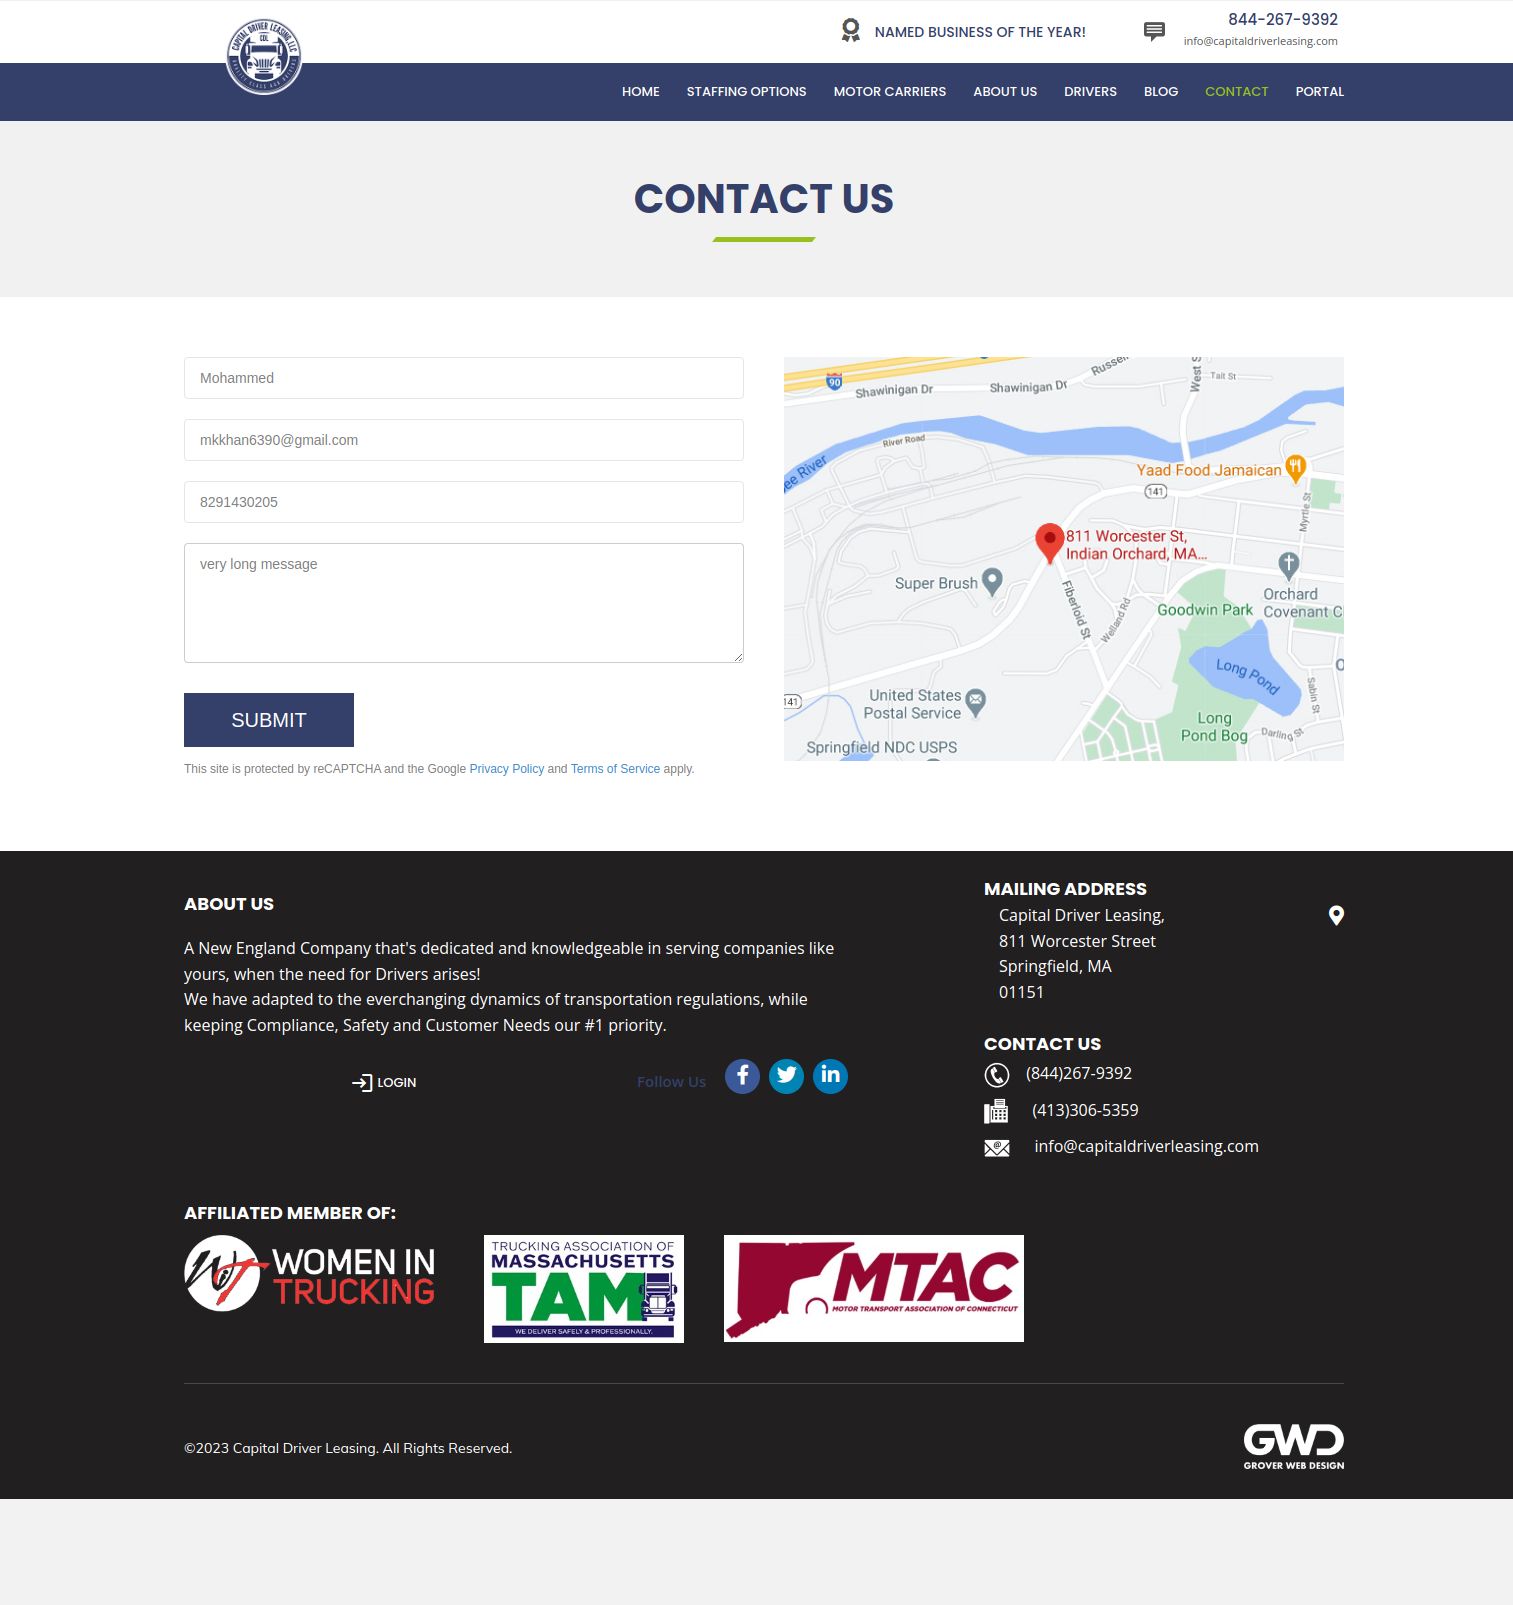 CAPITAL DRIVER LEASING, LLC
CDL
844-267-9392
NAMED BUSINESS OF THE YEAR!
info@capitaldriverleasing.com
HOME STAFFING OPTIONS MOTOR CARRIERS ABOUT US DRIVERS BLOG CONTACT PORTAL
CONTACT US
Mohammed
mkkhan6390@gmail.com
8291430205
very long message
SUBMIT
This site is protected by reCAPTCHA and the Google Privacy Policy and Terms of Service apply.
90
Shawinigan Dr
Shawinigan Dr
Russell
West S
Tait St
River Road
ee River
Yaad Food Jamaican
141
Myrtle St
811 Worcester St,
Indian Orchard, MA...
Super Brush
Fiberloid St
Welland Rd
Goodwin Park
Orchard
Covenant C
Long Pond
United States
Postal Service
141
Sabin St
Long
Pond Bog
Darling St
Springfield NDC USPS
ABOUT US
A New England Company that's dedicated and knowledgeable in serving companies like
yours, when the need for Drivers arises!
We have adapted to the everchanging dynamics of transportation regulations, while
keeping Compliance, Safety and Customer Needs our #1 priority.
LOGIN
Follow Us
MAILING ADDRESS
Capital Driver Leasing,
811 Worcester Street
Springfield, MA
01151
CONTACT US
(844)267-9392
(413)306-5359
info@capitaldriverleasing.com
AFFILIATED MEMBER OF:
WiT WOMEN IN
TRUCKING
TRUCKING ASSOCIATION OF
MASSACHUSETTS
TAM
WE DELIVER SAFELY & PROFESSIONALLY.
MTAC
MOTOR TRANSPORT ASSOCIATION OF CONNECTICUT
©2023 Capital Driver Leasing. All Rights Reserved.
GWD
GROVER WEB DESIGN